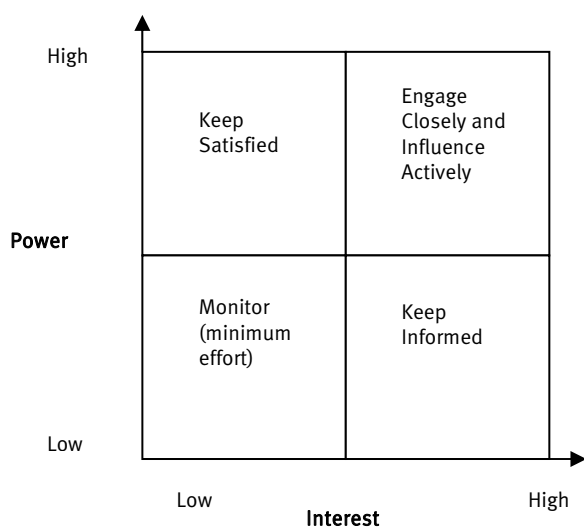 High
Keep
Satisfied
Engage
Closely and
Influence
Actively
Power
Monitor
(minimum
effort)
Keep
Informed
Low
Low
High
Interest